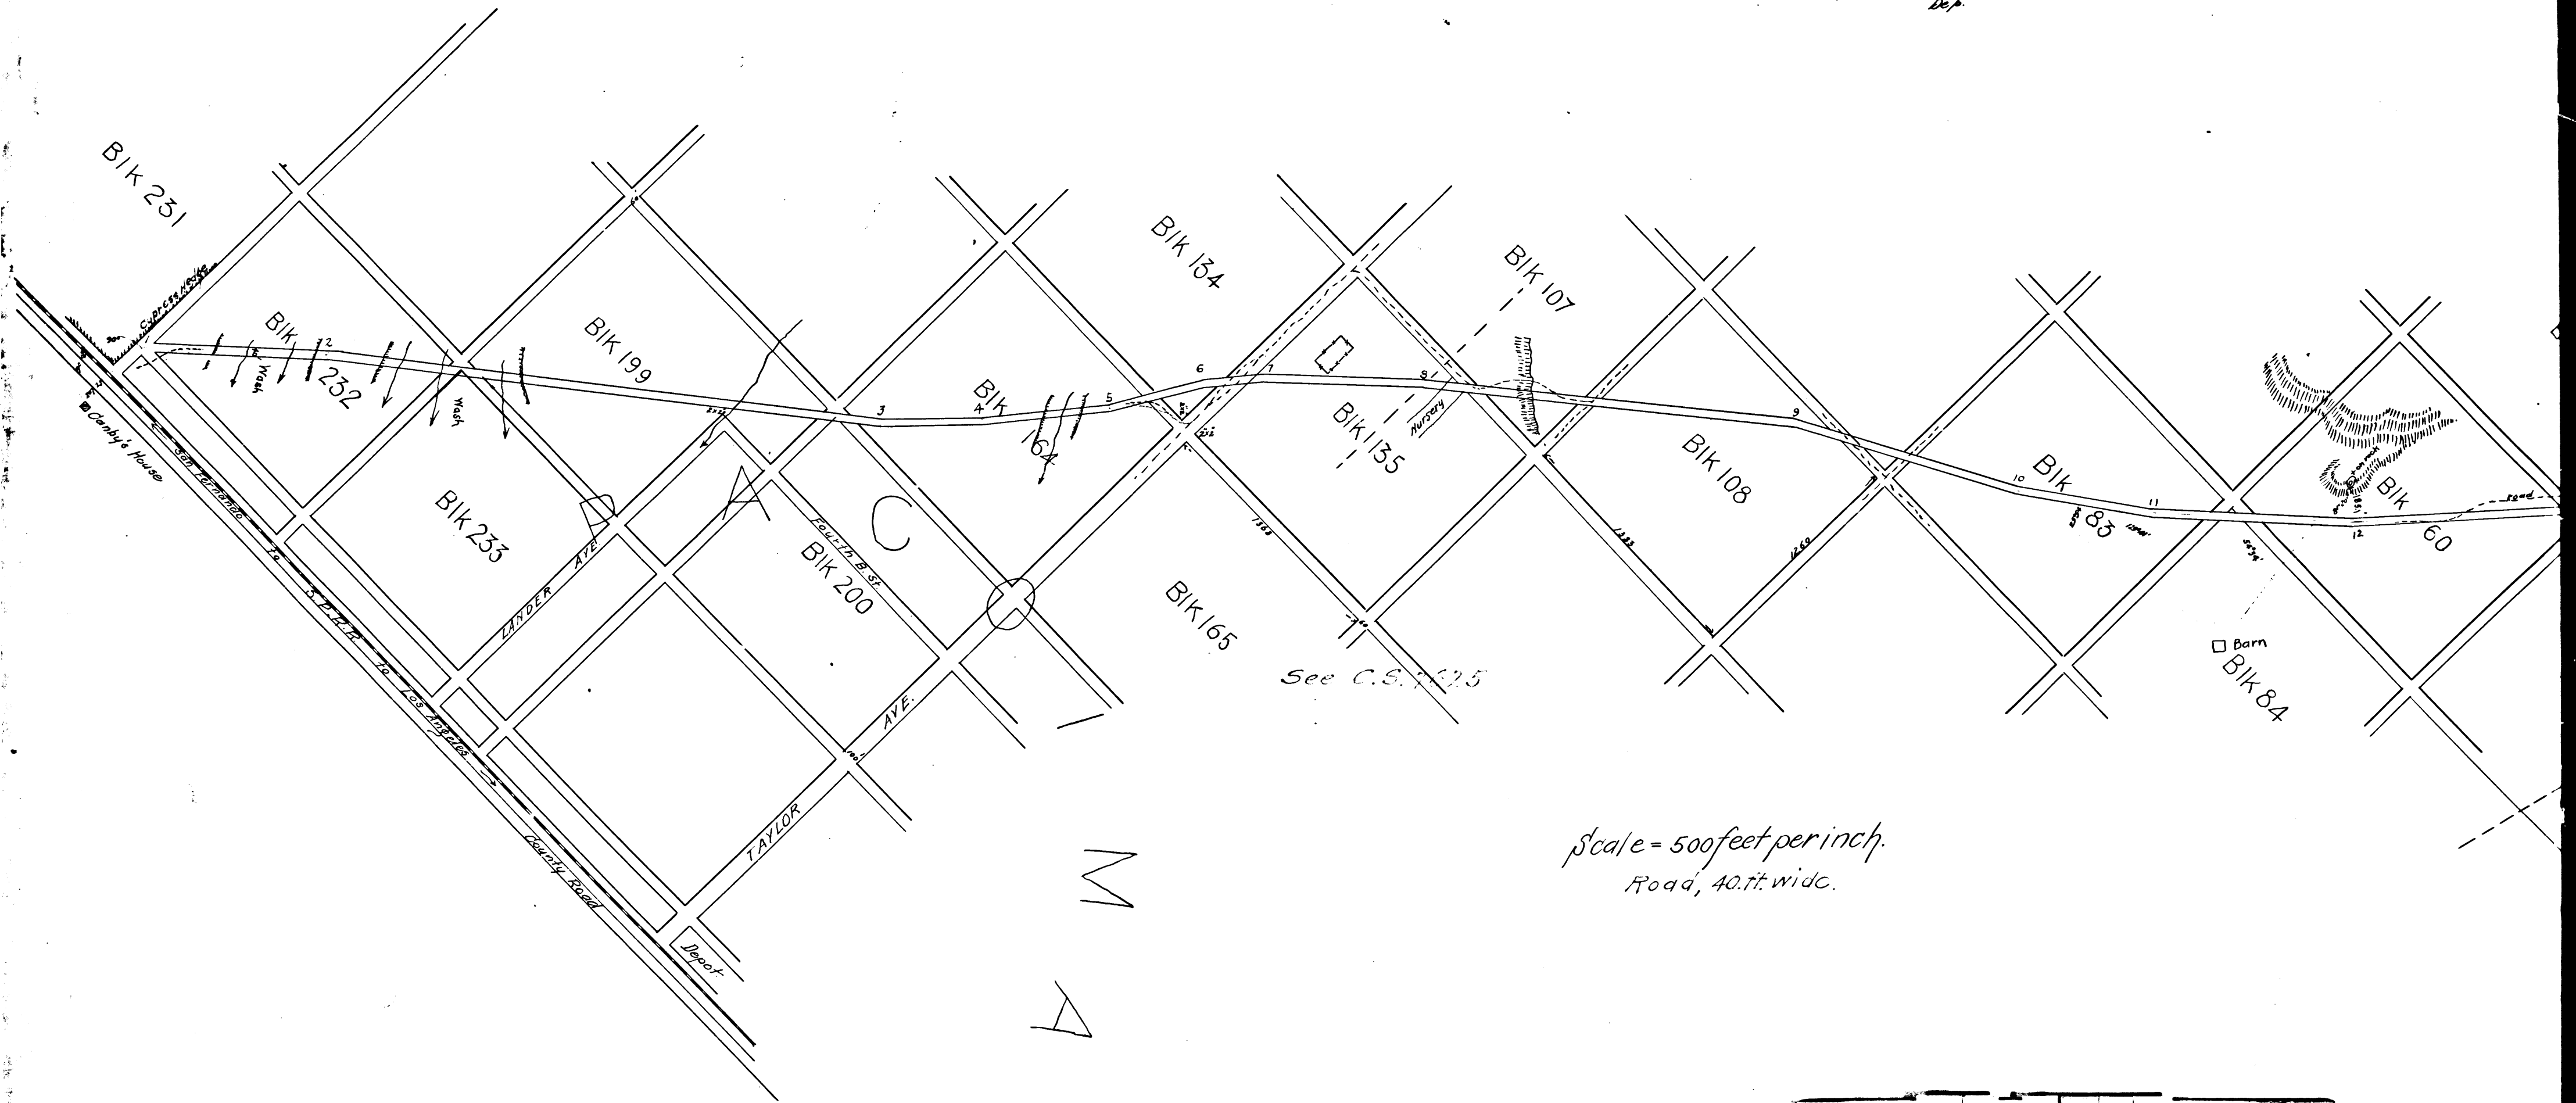 Dep.
Blk 231
Cypress Hedge
90°
Blk
2
232
Wash
Wash
Canby's House
San Fernando
to
S.P.R.R.
to
Los Angeles
County Road
Blk 199
Blk 233
LANDER AVE.
Blk 200
Fourth B. St.
TAYLOR AVE.
Depot.
P A C O I M A
3
Blk
4
164
5
6
7
Blk 134
Blk 107
8
Nursery
Blk 135
Blk 165
See C.S.
9
Blk 108
1260
10
Blk
83
11
Blk
60
12
road
Barn
Blk 84
Scale = 500 feet per inch.
Road, 40. ft. wide.